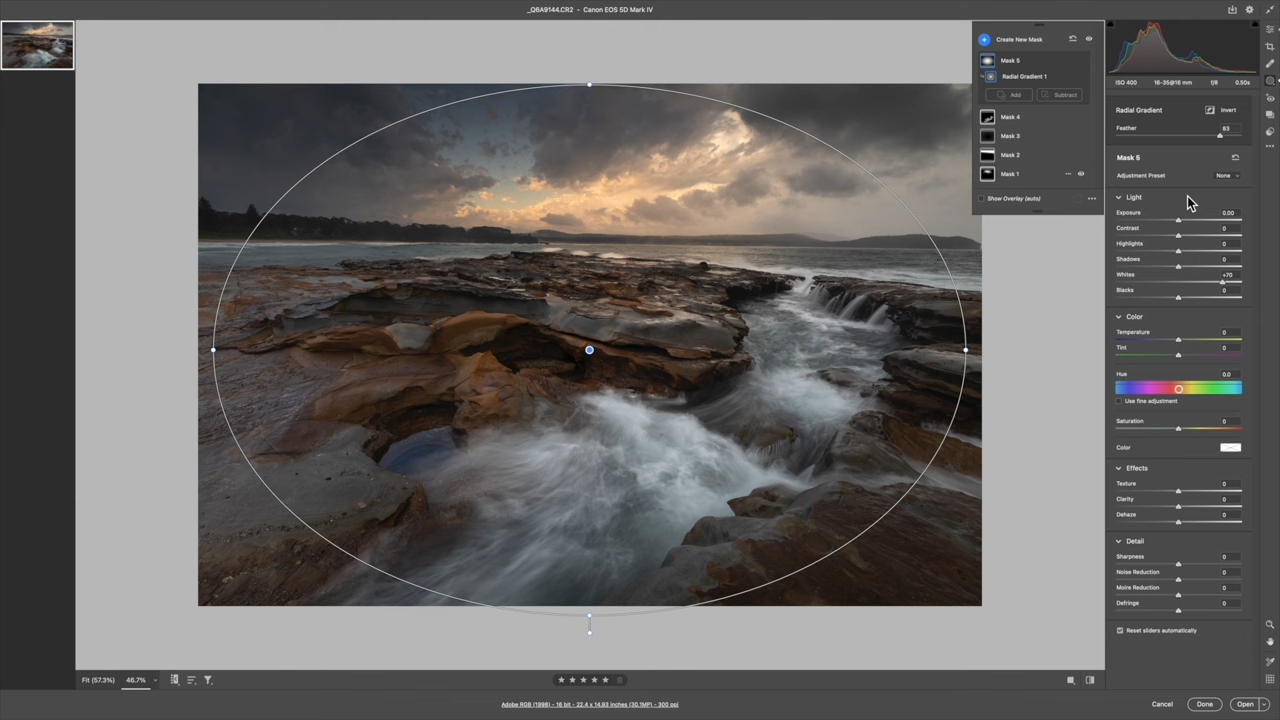 _Q6A9144.CR2 - Canon EOS 5D Mark IV
Create New Mask
Mask 5
Radial Gradient 1
Add
Subtract
Mask 4
Mask 3
Mask 2
Mask 1
Show Overlay (auto)
ISO 400 16-35@16 mm f/8 0.50s
Radial Gradient Invert
Feather 83
Mask 5
Adjustment Preset None
Light
Exposure 0.00
Contrast 0
Highlights 0
Shadows 0
Whites +70
Blacks 0
Color
Temperature 0
Tint 0
Hue 0.0
Use fine adjustment
Saturation 0
Color
Effects
Texture 0
Clarity 0
Dehaze 0
Detail
Sharpness 0
Noise Reduction 0
Moire Reduction 0
Defringe 0
Reset sliders automatically
Fit (57.3%) 46.7%
Adobe RGB (1998) - 16 bit - 22.4 x 14.93 inches (30.1MP) - 300 ppi
Cancel Done Open